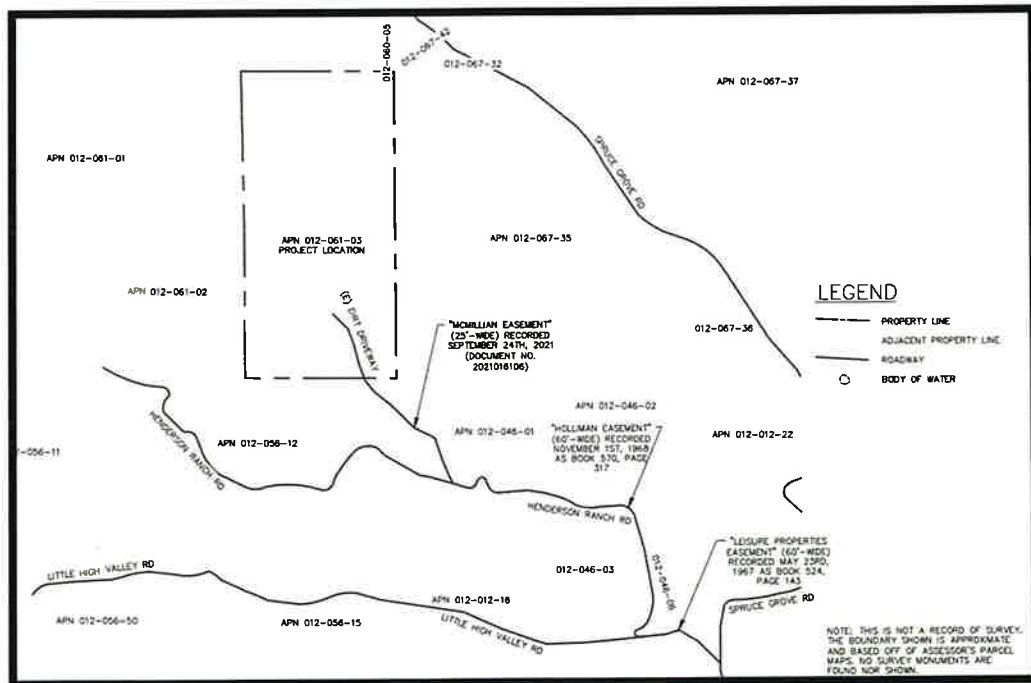 012-060-05
012-067-42
012-067-32
APN 012-067-37
APN 012-061-01
SPRUCE GROVE RD
APN 012-061-03
PROJECT LOCATION
APN 012-067-35
APN 012-061-02
(E) DIRT DRIVEWAY
"MCMILLIAN EASEMENT"
(25'-WIDE) RECORDED
SEPTEMBER 24TH, 2021
(DOCUMENT NO.
2021016106)
012-067-36
LEGEND
PROPERTY LINE
ADJACENT PROPERTY LINE
ROADWAY
BODY OF WATER
HENDERSON RANCH RD
APN 012-056-12
-056-11
APN 012-046-01
APN 012-046-02
"HOLLMAN EASEMENT"
(60'-WIDE) RECORDED
NOVEMBER 1ST, 1968
AS BOOK 570, PAGE
317
APN 012-012-22
HENDERSON RANCH RD
012-046-03
012-046-06
"LEISURE PROPERTIES
EASEMENT" (60'-WIDE)
RECORDED MAY 23RD,
1967 AS BOOK 524,
PAGE 143
LITTLE HIGH VALLEY RD
APN 012-056-50
APN 012-056-15
APN 012-012-16
LITTLE HIGH VALLEY RD
SPRUCE GROVE RD
NOTE: THIS IS NOT A RECORD OF SURVEY.
THE BOUNDARY SHOWN IS APPROXIMATE
AND BASED OFF OF ASSESSOR'S PARCEL
MAPS. NO SURVEY MONUMENTS ARE
FOUND NOR SHOWN.